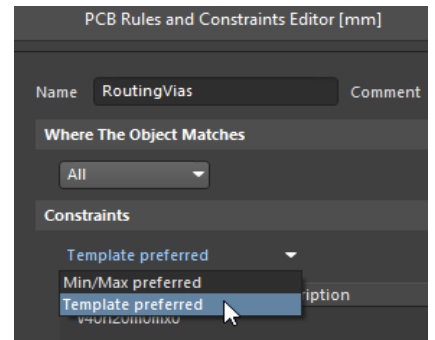 PCB Rules and Constraints Editor [mm]
Name RoutingVias Comment
Where The Object Matches
All
Constraints
Template preferred
Min/Max preferred
Template preferred